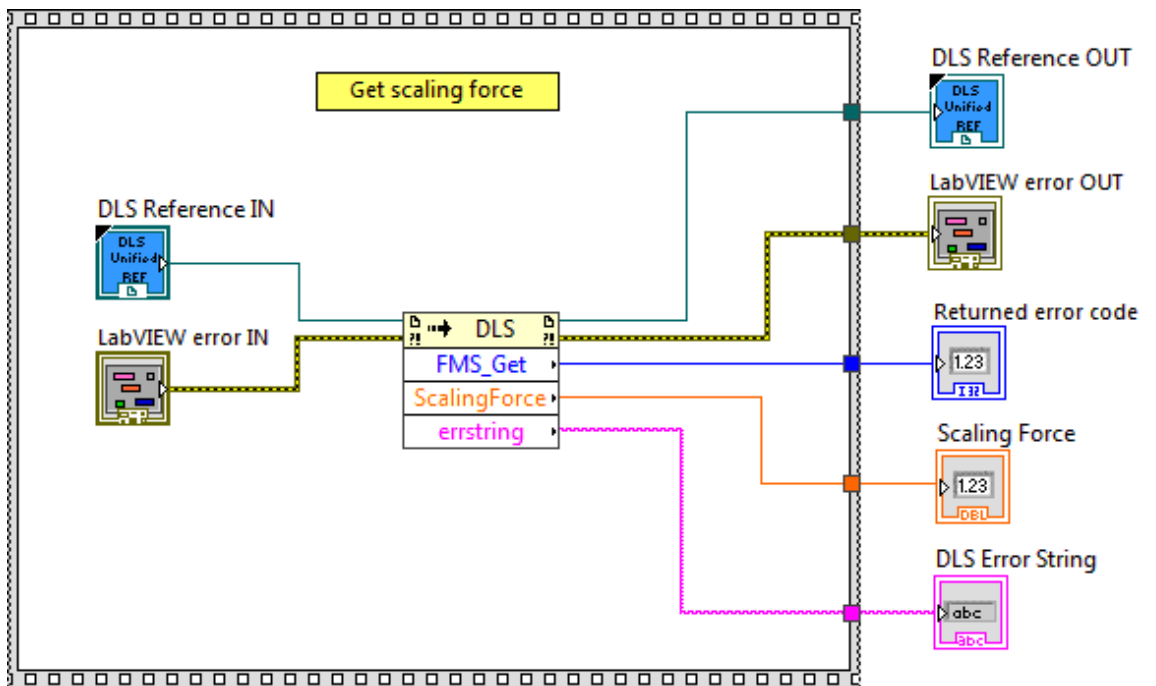 DLS Reference OUT
Get scaling force
DLS
Unified
REF
LabVIEW error OUT
DLS Reference IN
DLS
Unified
REF
LabVIEW error IN
Returned error code
?! DLS ?!
FMS_Get
1.23
I32
ScalingForce
errstring
Scaling Force
1.23
DBL
DLS Error String
abc
abc